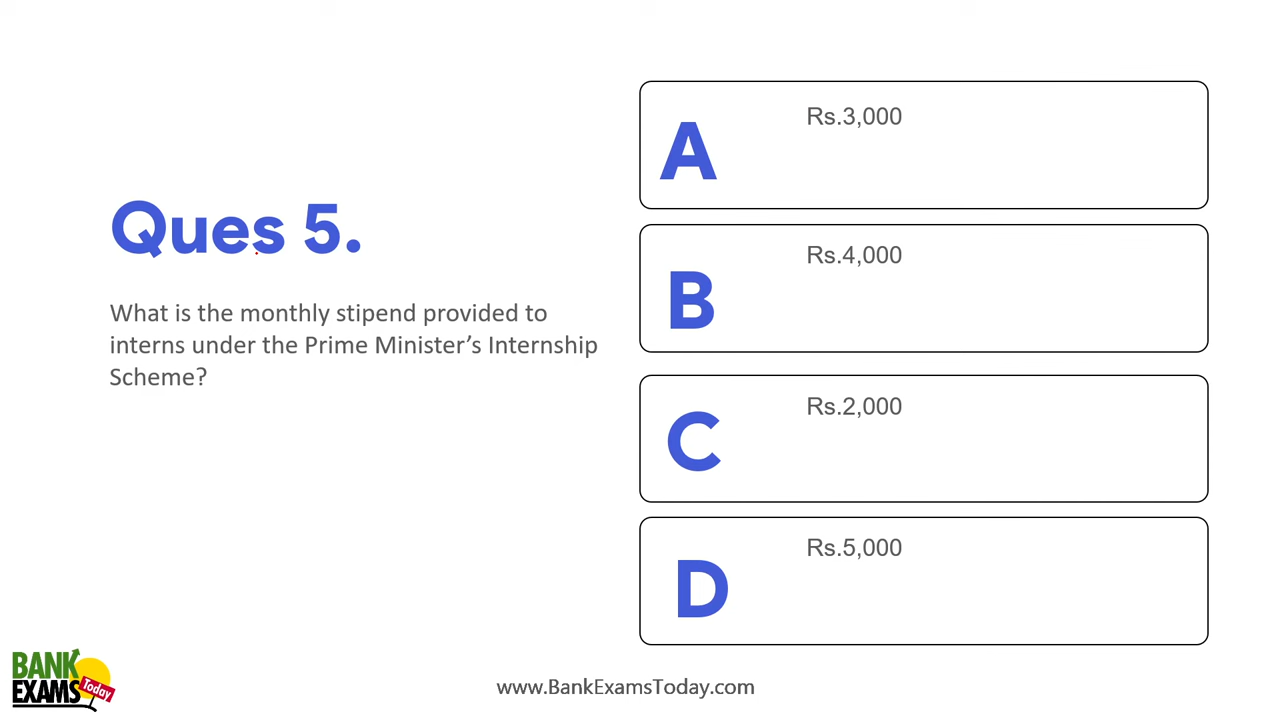 Ques 5.
What is the monthly stipend provided to
interns under the Prime Minister’s Internship
Scheme?
A
Rs.3,000
B
Rs.4,000
C
Rs.2,000
D
Rs.5,000
BANK
EXAMS
Today
www.BankExamsToday.com